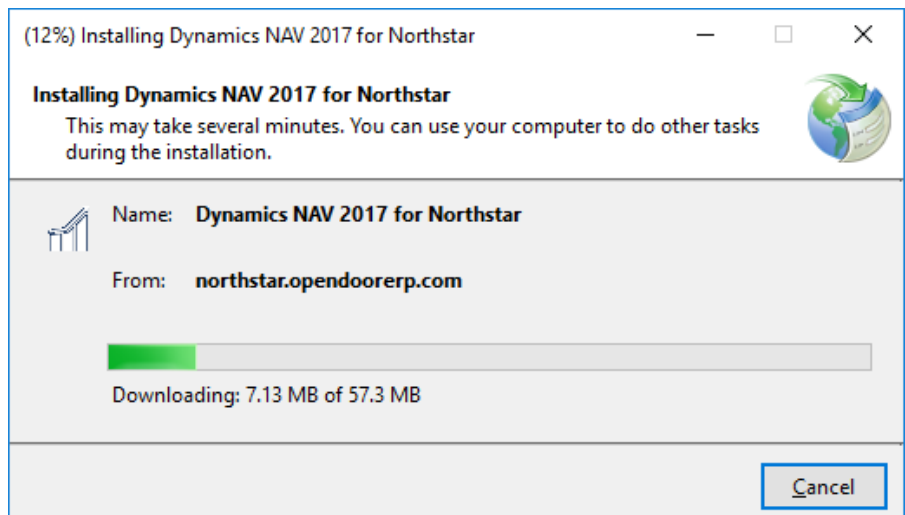 (12%) Installing Dynamics NAV 2017 for Northstar
Installing Dynamics NAV 2017 for Northstar
This may take several minutes. You can use your computer to do other tasks
during the installation.
Name: Dynamics NAV 2017 for Northstar
From: northstar.opendoorerp.com
Downloading: 7.13 MB of 57.3 MB
Cancel